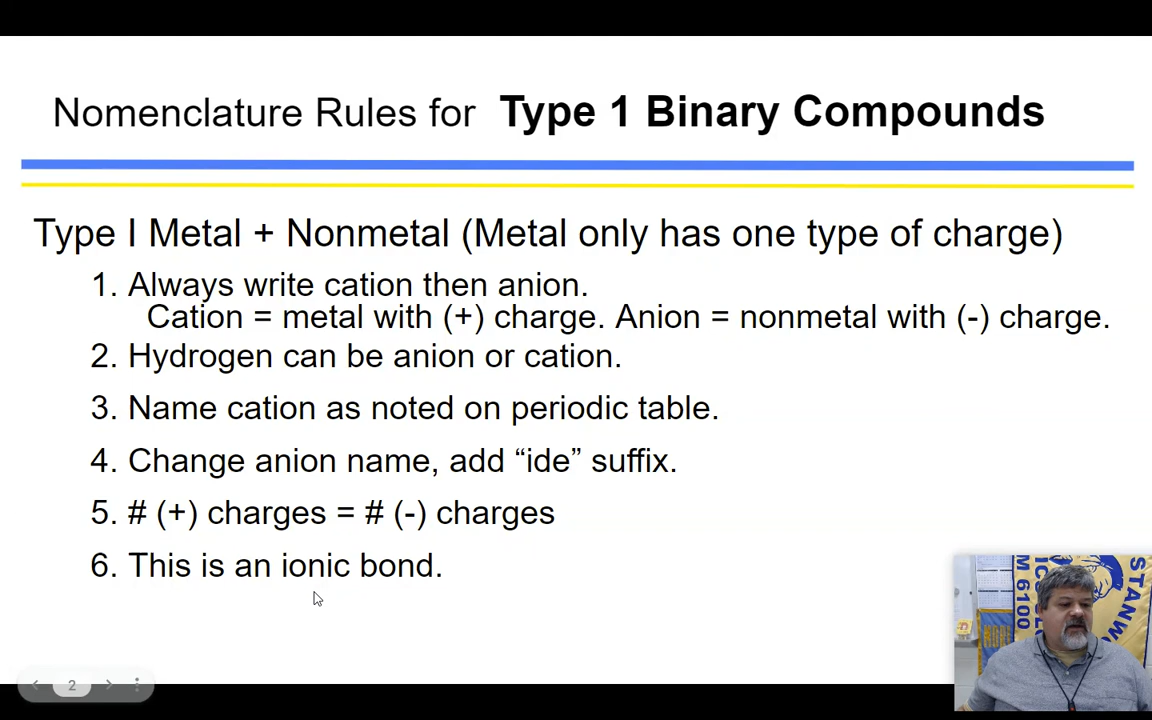 Nomenclature Rules for Type 1 Binary Compounds
Type I Metal + Nonmetal (Metal only has one type of charge)
1. Always write cation then anion.
Cation = metal with (+) charge. Anion = nonmetal with (-) charge.
2. Hydrogen can be anion or cation.
3. Name cation as noted on periodic table.
4. Change anion name, add “ide” suffix.
5. # (+) charges = # (-) charges
6. This is an ionic bond.
2